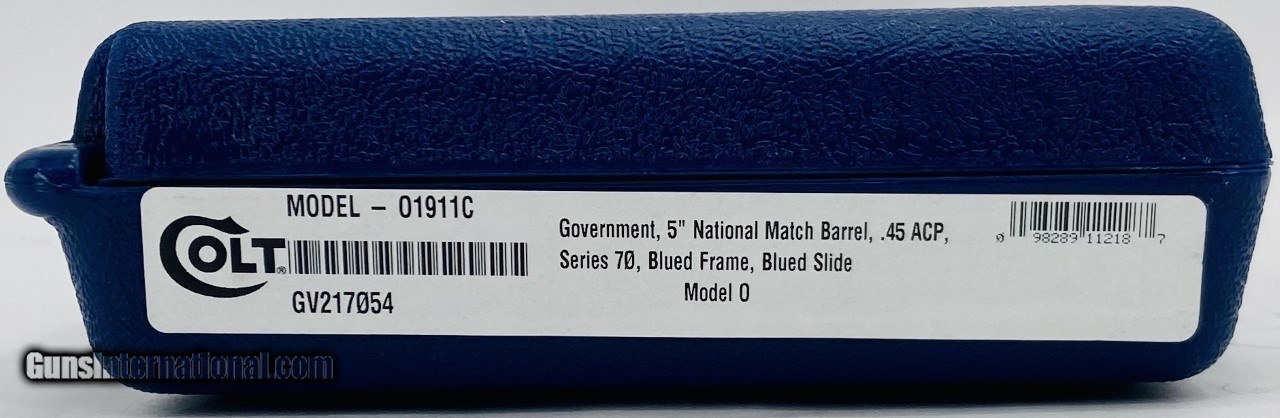 MODEL - O1911C
COLT®
GV217Ø54
Government, 5" National Match Barrel, .45 ACP,
Series 7Ø, Blued Frame, Blued Slide
Model O
0 98289 11218 7
GunsInternational.com